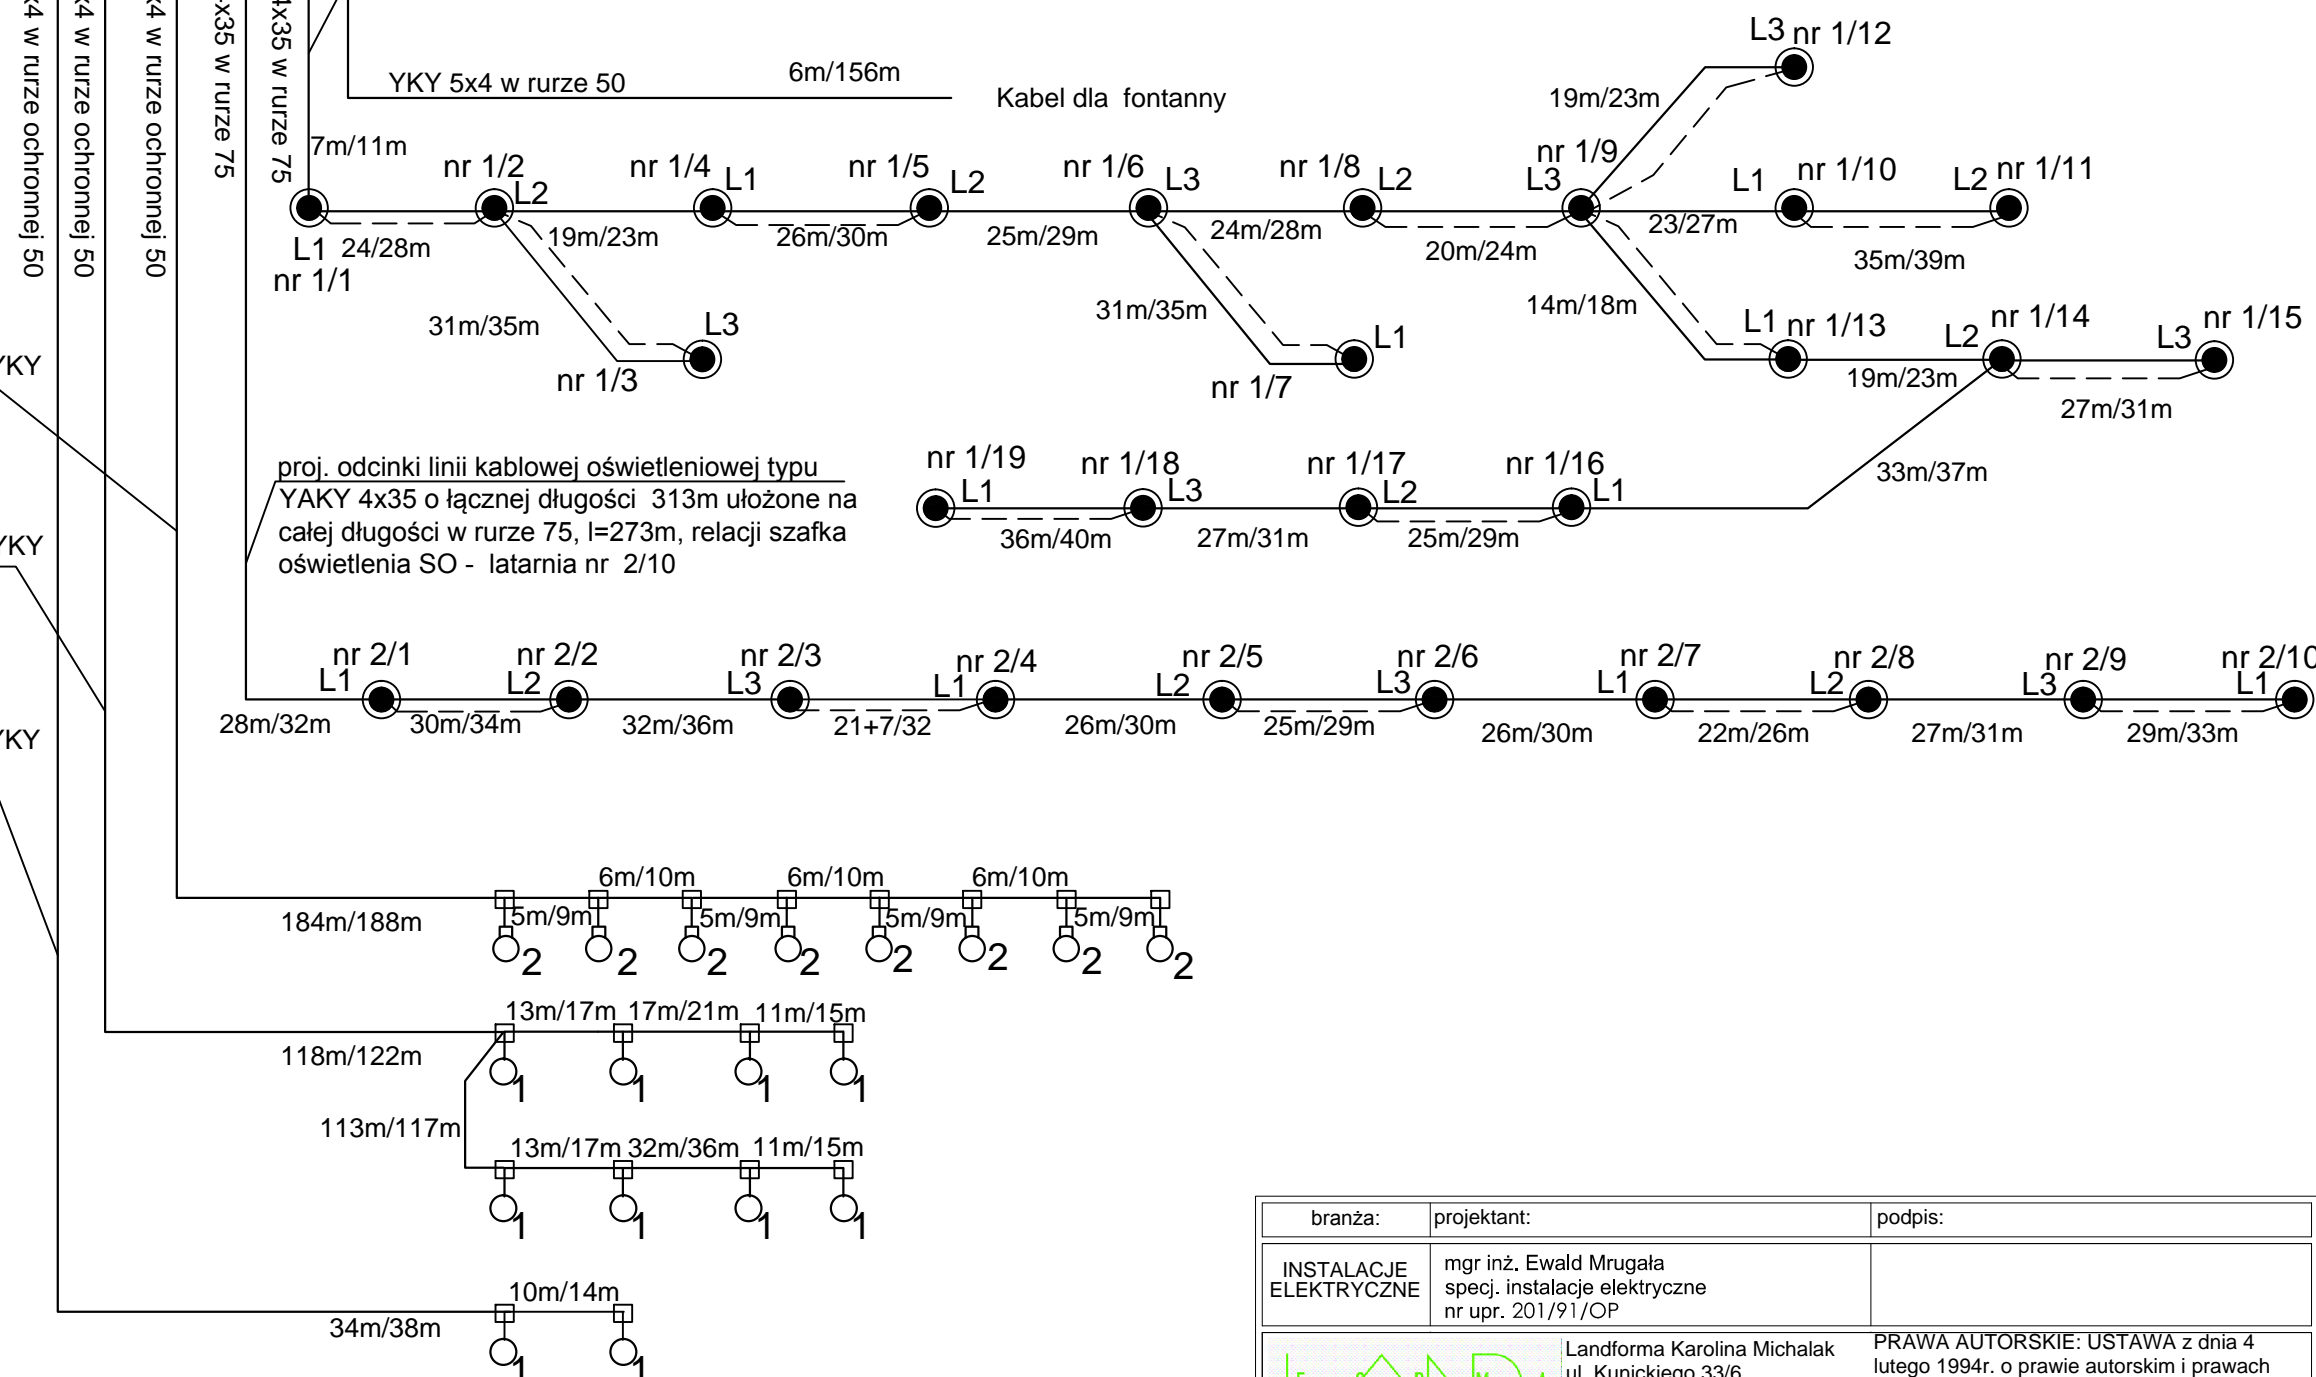 x4 w rurze ochronnej 50
x4 w rurze ochronnej 50
x4 w rurze ochronnej 50
x35 w rurze 75
4x35 w rurze 75
YKY 5x4 w rurze 50
6m/156m
Kabel dla fontanny
L3 nr 1/12
19m/23m
7m/11m
nr 1/2
L2
nr 1/4
L1
nr 1/5
L2
nr 1/6
L3
nr 1/8
L2
nr 1/9
L3
L1
nr 1/10
L2
nr 1/11
L1
nr 1/1
24/28m
19m/23m
26m/30m
25m/29m
24m/28m
20m/24m
23/27m
35m/39m
31m/35m
L3
nr 1/3
31m/35m
L1
nr 1/7
14m/18m
L1 nr 1/13
L2
nr 1/14
L3
nr 1/15
19m/23m
27m/31m
YKY
YKY
YKY
proj. odcinki linii kablowej oświetleniowej typu
YAKY 4x35 o łącznej długości 313m ułożone na
całej długości w rurze 75, l=273m, relacji szafka
oświetlenia SO - latarnia nr 2/10
nr 1/19
L1
nr 1/18
L3
nr 1/17
L2
nr 1/16
L1
33m/37m
36m/40m
27m/31m
25m/29m
nr 2/1
L1
nr 2/2
L2
nr 2/3
L3
nr 2/4
L1
nr 2/5
L2
nr 2/6
L3
nr 2/7
L1
nr 2/8
L2
nr 2/9
L3
nr 2/10
L1
28m/32m
30m/34m
32m/36m
21+7/32
26m/30m
25m/29m
26m/30m
22m/26m
27m/31m
29m/33m
6m/10m
6m/10m
6m/10m
184m/188m
5m/9m
5m/9m
5m/9m
5m/9m
2 2 2 2 2 2 2 2
13m/17m 17m/21m 11m/15m
118m/122m
1 1 1 1
113m/117m
13m/17m 32m/36m 11m/15m
1 1 1 1
10m/14m
34m/38m
1 1
branża: projektant: podpis:
INSTALACJE
ELEKTRYCZNE
mgr inż. Ewald Mrugała
specj. instalacje elektryczne
nr upr. 201/91/OP
Landforma Karolina Michalak
ul. Kunickiego 33/6
PRAWA AUTORSKIE: USTAWA z dnia 4
lutego 1994r. o prawie autorskim i prawach